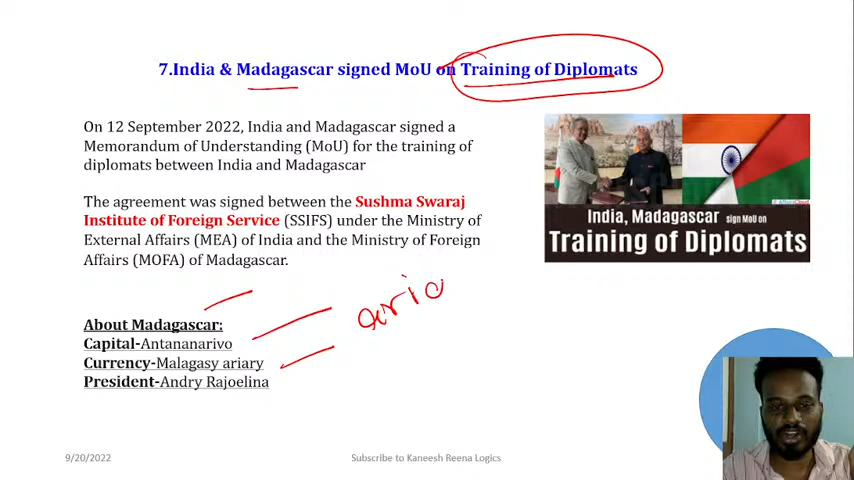 7.India & Madagascar signed MoU on Training of Diplomats
On 12 September 2022, India and Madagascar signed a
Memorandum of Understanding (MoU) for the training of
diplomats between India and Madagascar
The agreement was signed between the Sushma Swaraj
Institute of Foreign Service (SSIFS) under the Ministry of
External Affairs (MEA) of India and the Ministry of Foreign
Affairs (MOFA) of Madagascar.
India, Madagascar sign MoU on
Training of Diplomats
ario
About Madagascar:
Capital-Antananarivo
Currency-Malagasy ariary
President-Andry Rajoelina
9/20/2022
Subscribe to Kaneesh Reena Logics